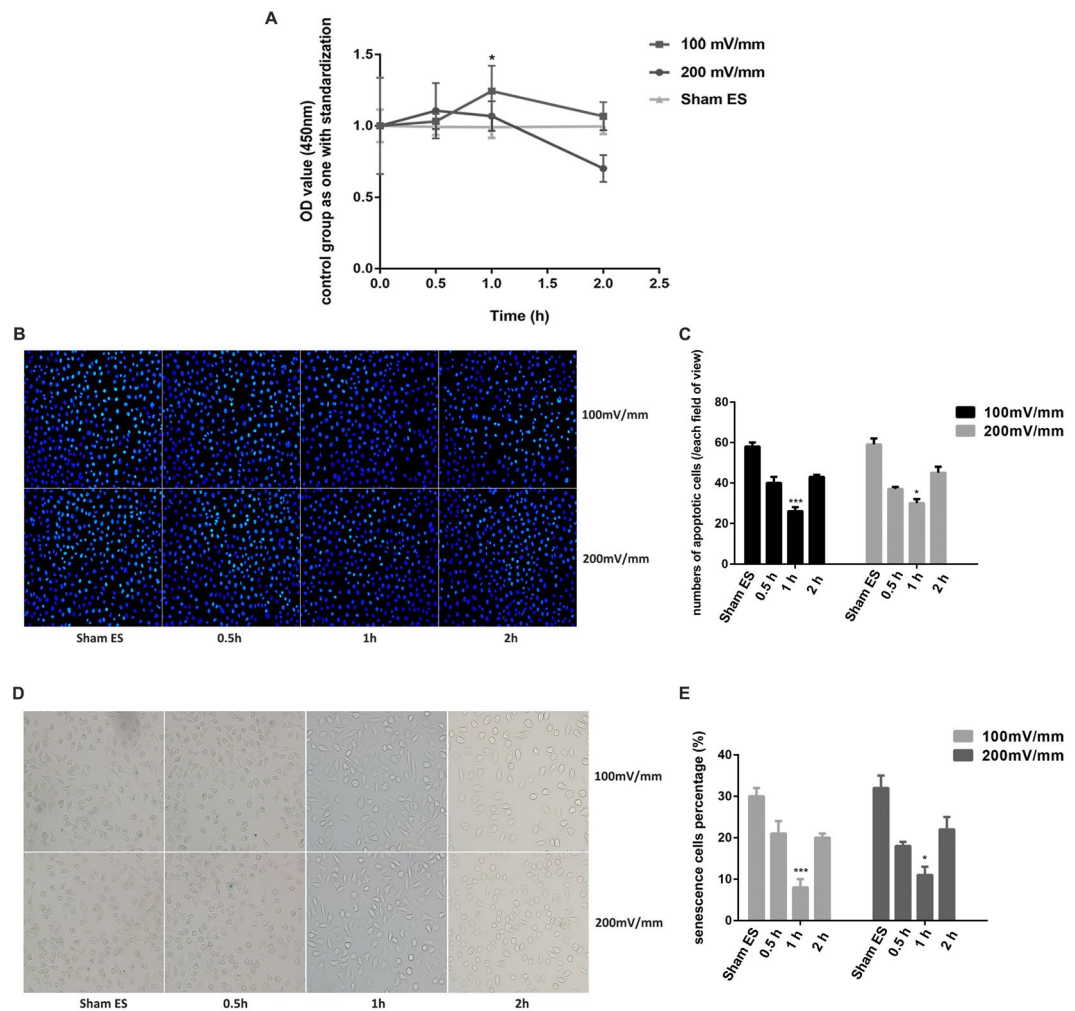 A
OD value (450nm)
control group as one with standardization
1.5
1.0
0.5
0.0
*
0.0 0.5 1.0 1.5 2.0 2.5
Time (h)
100 mV/mm
200 mV/mm
Sham ES
B
100mV/mm
200mV/mm
Sham ES 0.5h 1h 2h
C
numbers of apoptotic cells (/each field of view)
80
60
40
20
0
*** *
Sham ES 0.5 h 1 h 2 h Sham ES 0.5 h 1 h 2 h
100mV/mm
200mV/mm
D
100mV/mm
200mV/mm
Sham ES 0.5h 1h 2h
E
senescence cells percentage (%)
40
30
20
10
0
*** *
Sham ES 0.5 h 1 h 2 h Sham ES 0.5 h 1 h 2 h
100mV/mm
200mV/mm